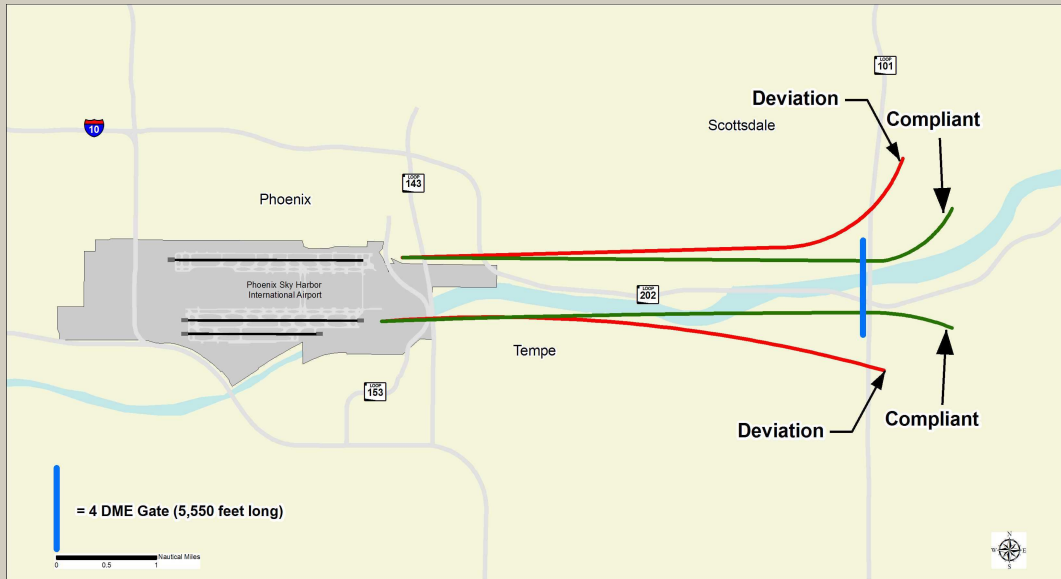 LOOP
101
Deviation
Compliant
Scottsdale
10
LOOP
143
Phoenix
Phoenix Sky Harbor
International Airport
LOOP
202
Tempe
LOOP
153
Compliant
Deviation
= 4 DME Gate (5,550 feet long)
Nautical Miles
0 0.5 1
N
W E
S